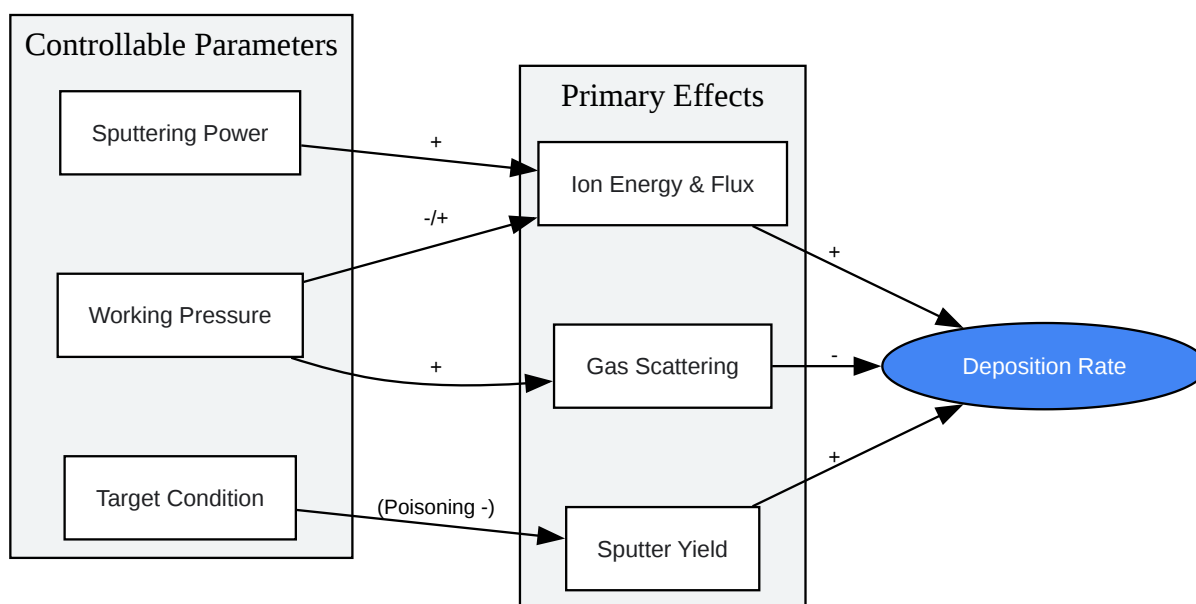 Controllable Parameters
Sputtering Power
Working Pressure
Target Condition
+
-/+
+
(Poisoning -)
Primary Effects
Ion Energy & Flux
Gas Scattering
Sputter Yield
+
-
+
Deposition Rate